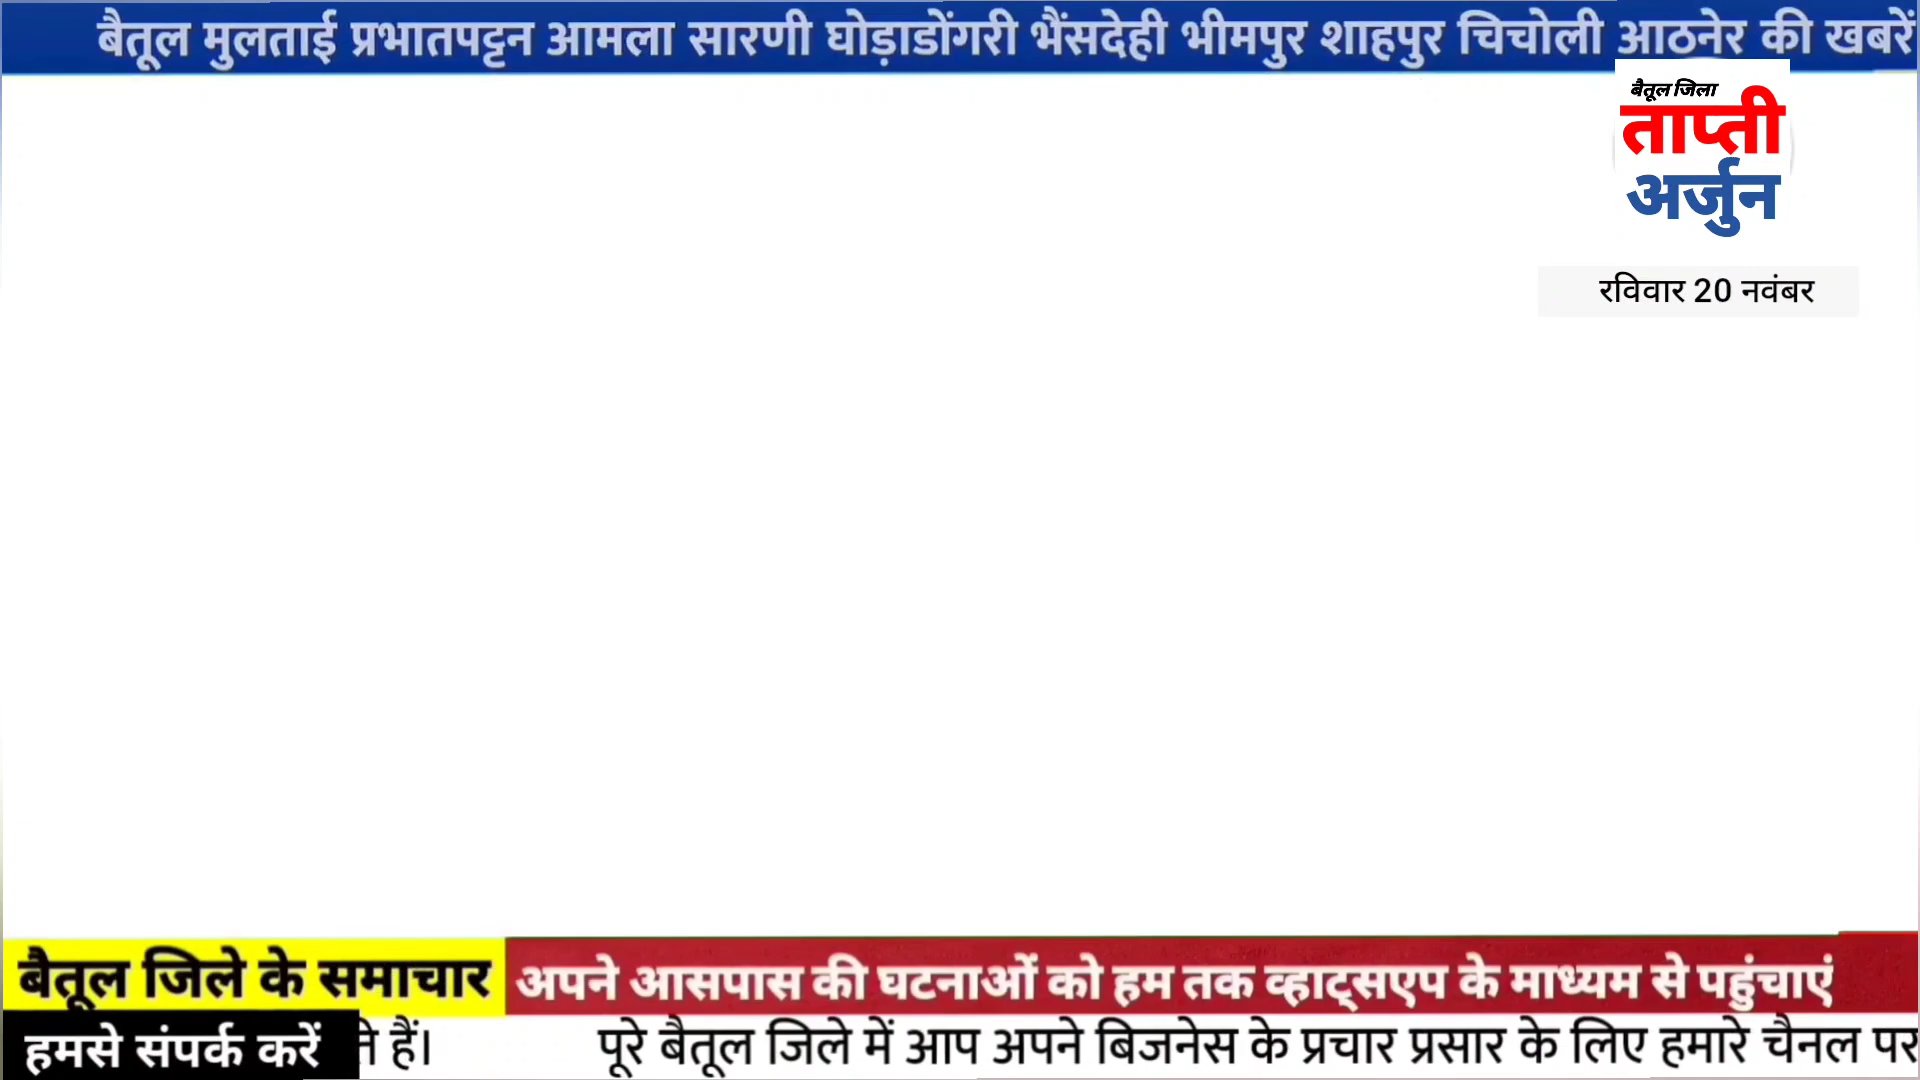 बैतूल मुलताई प्रभातपट्टन आमला सारणी घोड़ाडोंगरी भैंसदेही भीमपुर शाहपुर चिचोली आठनेर की खबरें
बैतूल जिला
ताप्ती
अर्जुन
रविवार 20 नवंबर
बैतूल जिले के समाचार
अपने आसपास की घटनाओं को हम तक व्हाट्सएप के माध्यम से पहुंचाएं
हमसे संपर्क करें
हैं। पूरे बैतूल जिले में आप अपने बिजनेस के प्रचार प्रसार के लिए हमारे चैनल पर